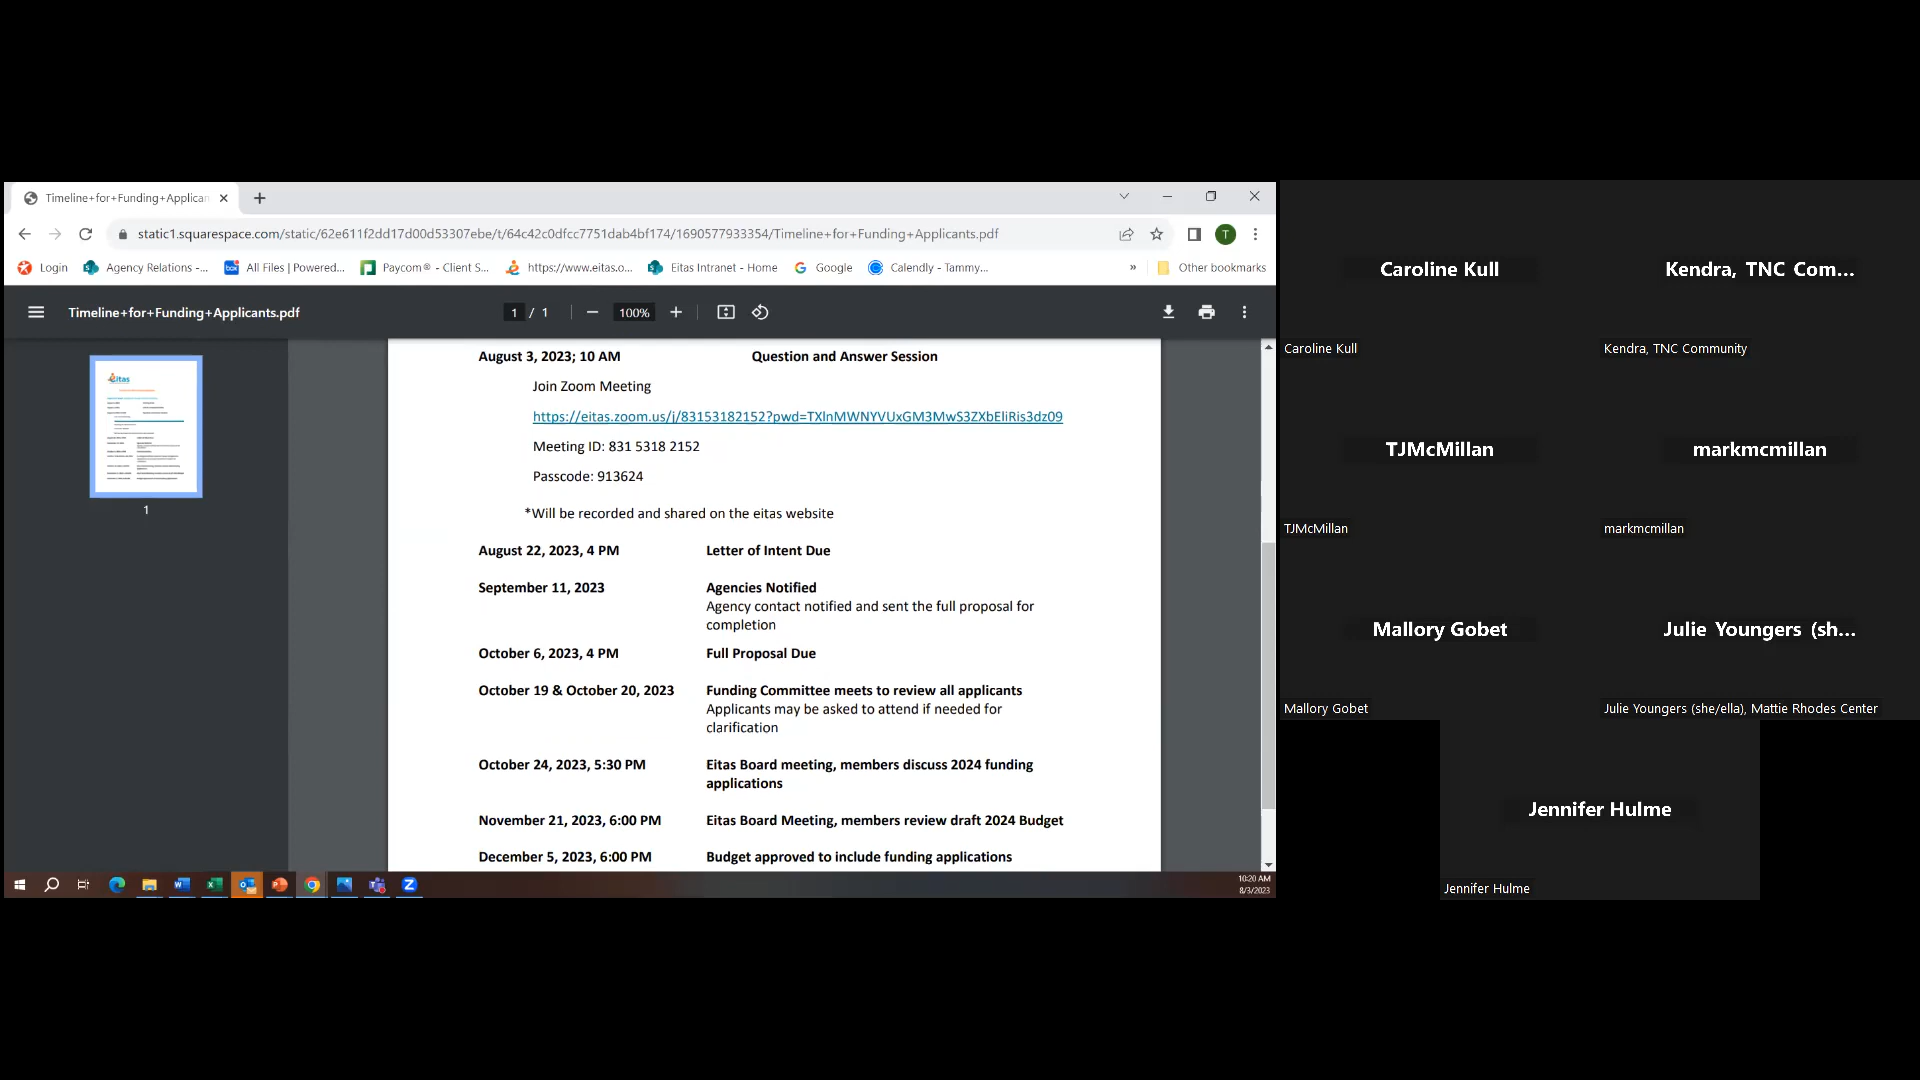 Timeline+for+Funding+Applican
static1.squarespace.com/static/62e611f2dd17d00d53307ebe/t/64c42c0dfcc7751dab4bf174/1690577933354/Timeline+for+Funding+Applicants.pdf
T
Login Agency Relations -... All Files | Powered... Paycom® - Client S... https://www.eitas.o... Eitas Intranet - Home Google Calendly - Tammy... » Other bookmarks
Timeline+for+Funding+Applicants.pdf 1 / 1 100%
eitas
1
August 3, 2023; 10 AM Question and Answer Session
Join Zoom Meeting
https://eitas.zoom.us/j/83153182152?pwd=TXlnMWNYVUxGM3MwS3ZXbEliRis3dz09
Meeting ID: 831 5318 2152
Passcode: 913624
*Will be recorded and shared on the eitas website
August 22, 2023, 4 PM Letter of Intent Due
September 11, 2023 Agencies Notified
Agency contact notified and sent the full proposal for
completion
October 6, 2023, 4 PM Full Proposal Due
October 19 & October 20, 2023 Funding Committee meets to review all applicants
Applicants may be asked to attend if needed for
clarification
October 24, 2023, 5:30 PM Eitas Board meeting, members discuss 2024 funding
applications
November 21, 2023, 6:00 PM Eitas Board Meeting, members review draft 2024 Budget
December 5, 2023, 6:00 PM Budget approved to include funding applications
10:20 AM
8/3/2023
Caroline Kull
Kendra, TNC Com...
Caroline Kull
Kendra, TNC Community
TJMcMillan
markmcmillan
TJMcMillan
markmcmillan
Mallory Gobet
Julie Youngers (sh...
Mallory Gobet
Julie Youngers (she/ella), Mattie Rhodes Center
Jennifer Hulme
Jennifer Hulme